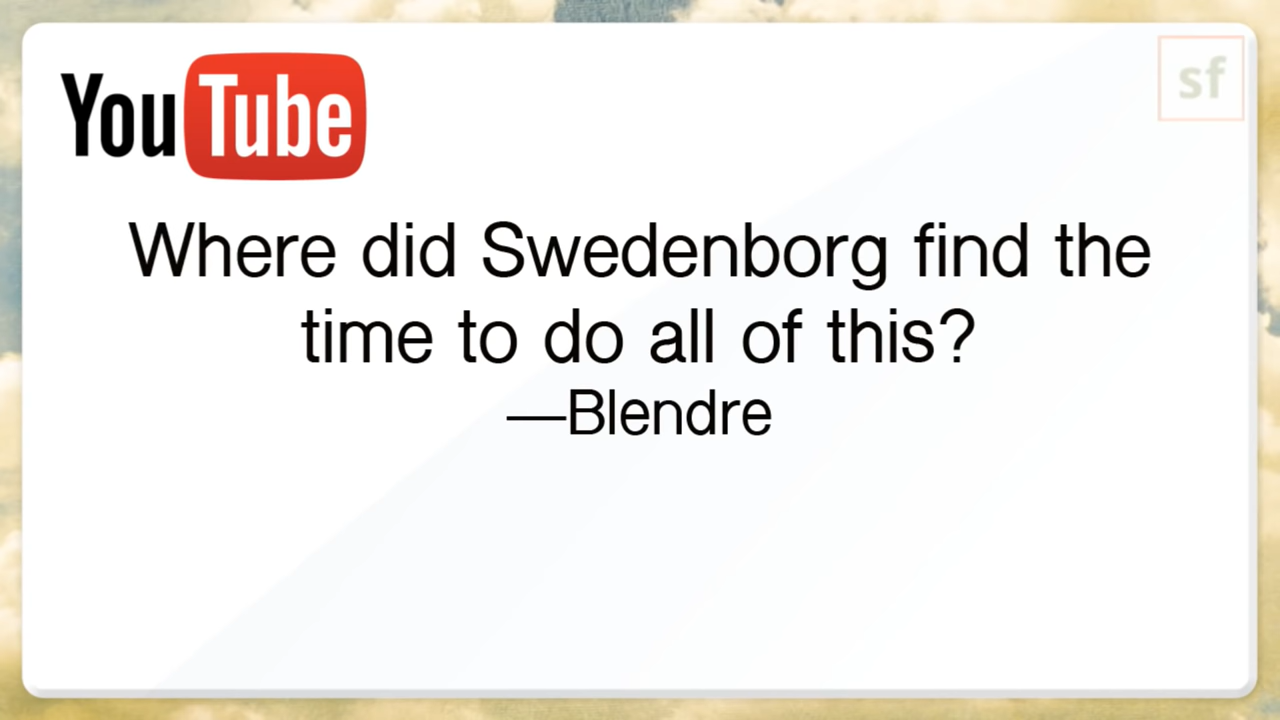 YouTube
sf
Where did Swedenborg find the
time to do all of this?
—Blendre